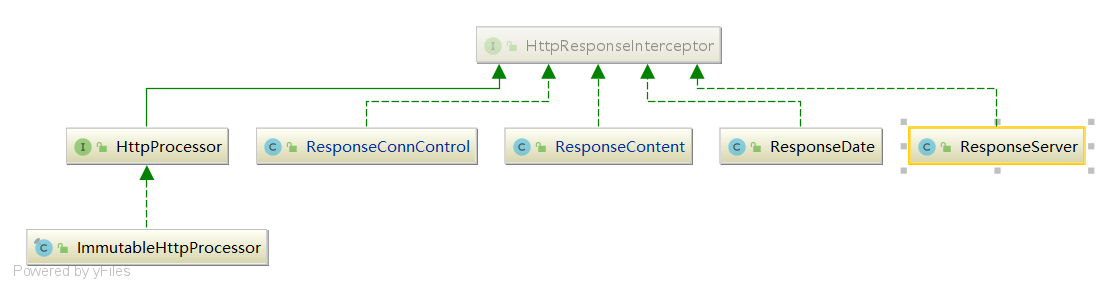 I HttpResponseInterceptor
I HttpProcessor
C ResponseConnControl
C ResponseContent
C ResponseDate
C ResponseServer
C ImmutableHttpProcessor
Powered by yFiles